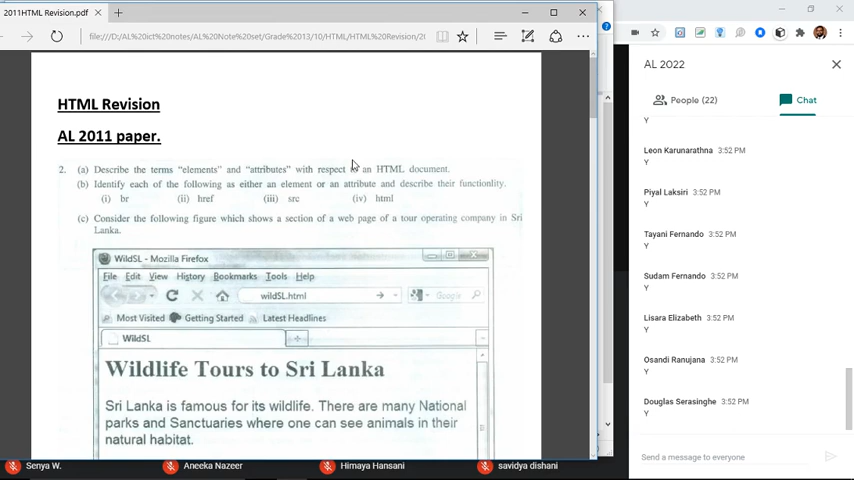 2011HTML Revision.pdf
file:///D:/AL%20ict%20notes/AL%20Note%20set/Grade%2013/10/HTML/HTML%20Revision/2(
HTML Revision
AL 2011 paper.
2. (a) Describe the terms "elements" and "attributes" with respect to an HTML document.
(b) Identify each of the following as either an element or an attribute and describe their functionlity.
(i) br (ii) href (iii) src (iv) html
(c) Consider the following figure which shows a section of a web page of a tour operating company in Sri
Lanka.
WildSL - Mozilla Firefox
File Edit View History Bookmarks Tools Help
wildSL.html
Google
Most Visited Getting Started Latest Headlines
WildSL
Wildlife Tours to Sri Lanka
Sri Lanka is famous for its wildlife. There are many National
parks and Sanctuaries where one can see animals in their
natural habitat.
Senya W. Aneeka Nazeer Himaya Hansani savidya dishani
AL 2022
People (22) Chat
Y
Leon Karunarathna 3:52 PM
Y
Piyal Laksiri 3:52 PM
Y
Tayani Fernando 3:52 PM
Y
Sudam Fernando 3:52 PM
Y
Lisara Elizabeth 3:52 PM
Y
Osandi Ranujana 3:52 PM
Y
Douglas Serasinghe 3:52 PM
Y
Send a message to everyone